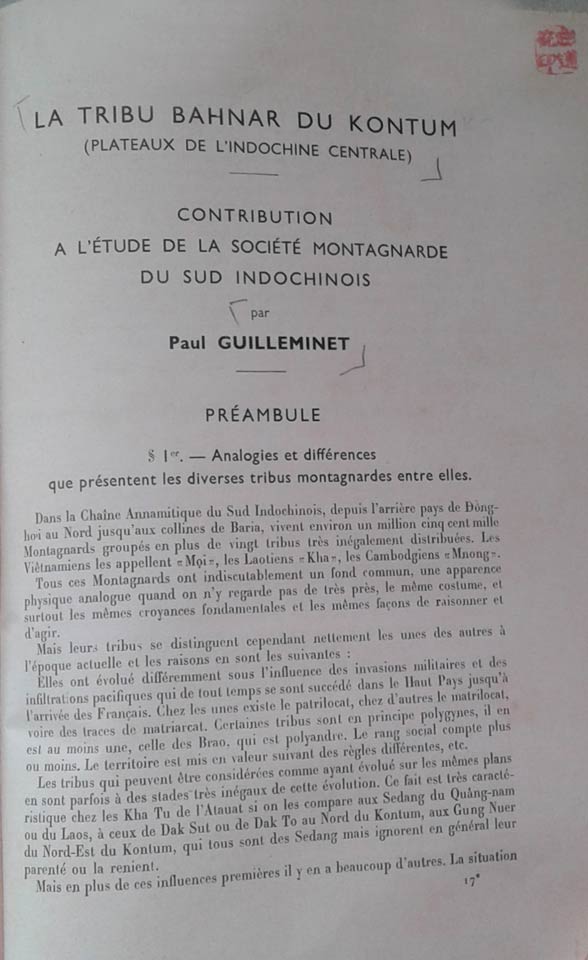 LA TRIBU BAHNAR DU KONTUM
(PLATEAUX DE L'INDOCHINE CENTRALE)
CONTRIBUTION
A L'ÉTUDE DE LA SOCIÉTÉ MONTAGNARDE
DU SUD INDOCHINOIS
par
Paul GUILLEMINET
PRÉAMBULE
§ 1er. — Analogies et différences
que présentent les diverses tribus montagnardes entre elles.
Dans la Chaîne Annamitique du Sud Indochinois, depuis l'arrière pays de Đòng-
hơi au Nord jusqu'aux collines de Baria, vivent environ un million cinq cent mille
Montagnards groupés en plus de vingt tribus très inégalement distribuées. Les
Viêtnamiens les appellent «Mọi», les Laotiens «Kha», les Cambodgiens «Mnong».
Tous ces Montagnards ont indiscutablement un fond commun, une apparence
physique analogue quand on n'y regarde pas de très près, le même costume, et
surtout les mêmes croyances fondamentales et les mêmes façons de raisonner et
d'agir.
Mais leurs tribus se distinguent cependant nettement les unes des autres à
l'époque actuelle et les raisons en sont les suivantes :
Elles ont évolué différemment sous l'influence des invasions militaires et des
infiltrations pacifiques qui de tout temps se sont succédé dans le Haut Pays jusqu'à
l'arrivée des Français. Chez les unes existe le patrilocat, chez d'autres le matrilocat,
voire des traces de matriarcat. Certaines tribus sont en principe polygynes, il en
est au moins une, celle des Brao, qui est polyandre. Le rang social compte plus
ou moins. Le territoire est mis en valeur suivant des règles différentes, etc.
Les tribus qui peuvent être considérées comme ayant évolué sur les mêmes plans
en sont parfois à des stades très inégaux de cette évolution. Ce fait est très caracté-
ristique chez les Kha Tu de l'Atauat si on les compare aux Sedang du Quâng-nam
ou du Laos, à ceux de Dak Sut ou de Dak To au Nord du Kontum, aux Gung Nuer
du Nord-Est du Kontum, qui tous sont des Sedang mais ignorent en général leur
parenté ou la renient.
Mais en plus de ces influences premières il y en a beaucoup d'autres. La situation
17*